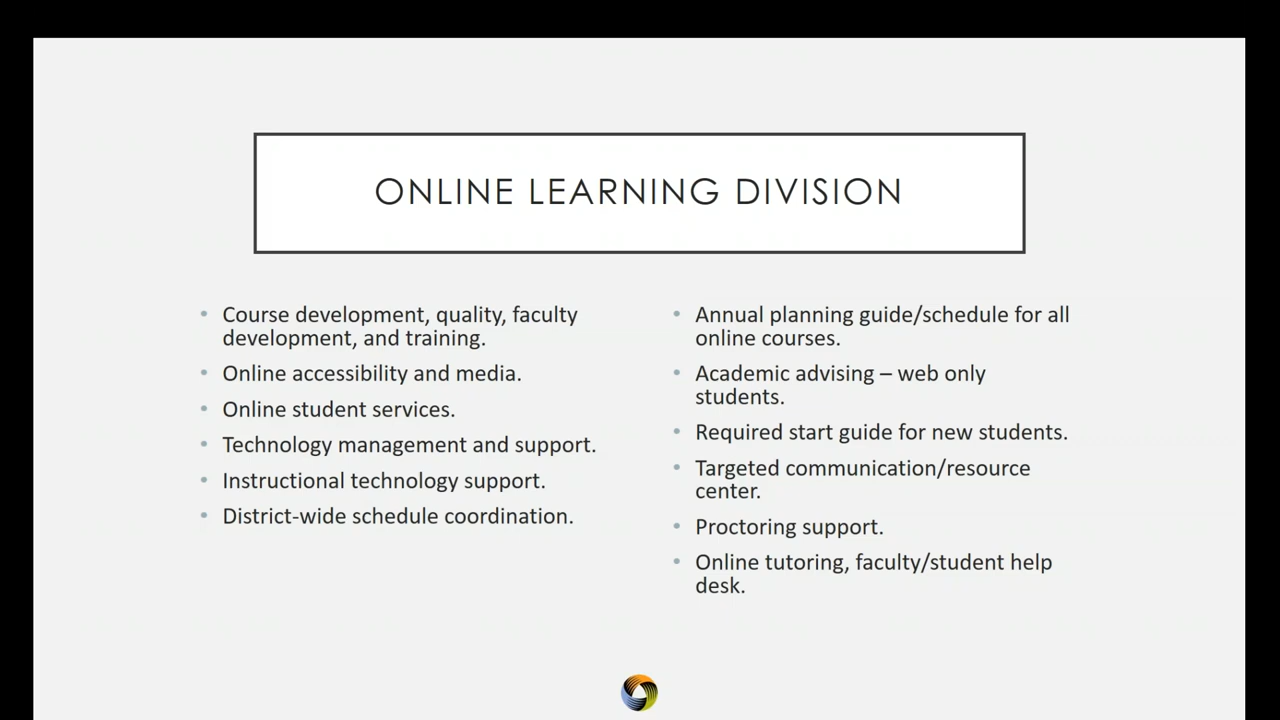 ONLINE LEARNING DIVISION
• Course development, quality, faculty
development, and training.
• Online accessibility and media.
• Online student services.
• Technology management and support.
• Instructional technology support.
• District-wide schedule coordination.
• Annual planning guide/schedule for all
online courses.
• Academic advising – web only
students.
• Required start guide for new students.
• Targeted communication/resource
center.
• Proctoring support.
• Online tutoring, faculty/student help
desk.